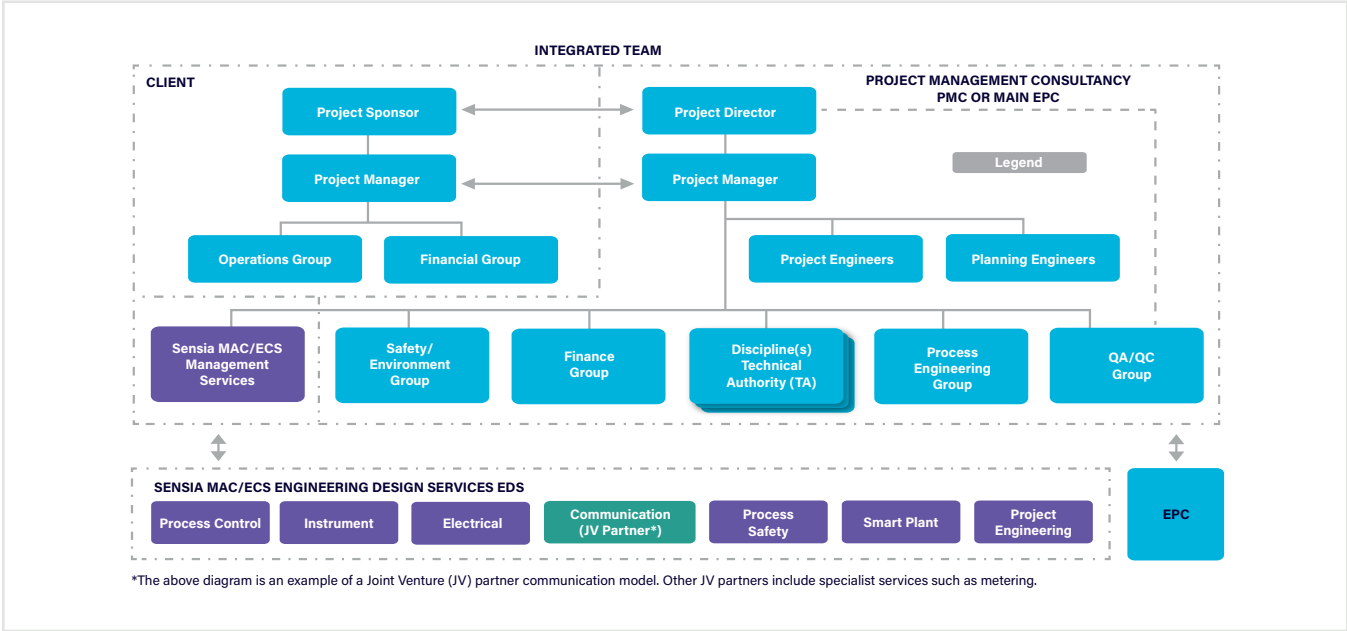 INTEGRATED TEAM
CLIENT
PROJECT MANAGEMENT CONSULTANCY
PMC OR MAIN EPC
Project Sponsor
Project Director
Legend
Project Manager
Project Manager
Operations Group
Financial Group
Project Engineers
Planning Engineers
Sensia MAC/ECS
Management
Services
Safety/
Environment
Group
Finance
Group
Discipline(s)
Technical
Authority (TA)
Process
Engineering
Group
QA/QC
Group
SENSIA MAC/ECS ENGINEERING DESIGN SERVICES EDS
Process Control
Instrument
Electrical
Communication
(JV Partner*)
Process
Safety
Smart Plant
Project
Engineering
EPC
*The above diagram is an example of a Joint Venture (JV) partner communication model. Other JV partners include specialist services such as metering.